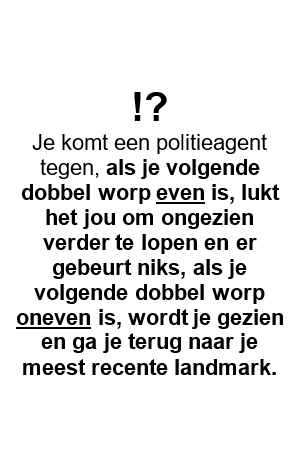 !?
Je komt een politieagent
tegen, als je volgende
dobbel worp even is, lukt
het jou om ongezien
verder te lopen en er
gebeurt niks, als je
volgende dobbel worp
oneven is, wordt je gezien
en ga je terug naar je
meest recente landmark.